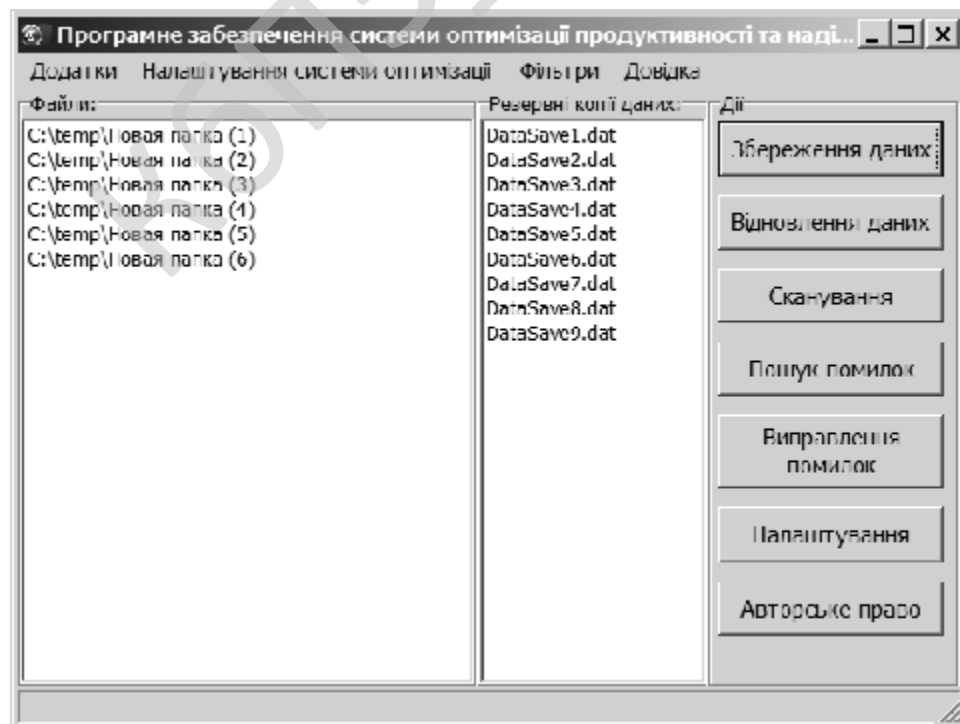 КбПЗ
Програмне забезпечення системи оптимізації продуктивності та наді...
Додатки Налаштування системи оптимізації Фільтри Довідка
Файли:
C:\temp\Новая папка (1)
C:\temp\Новая папка (2)
C:\temp\Новая папка (3)
C:\temp\Новая папка (4)
C:\temp\Новая папка (5)
C:\temp\Новая папка (6)
Резервні копії даних:
DataSave1.dat
DataSave2.dat
DataSave3.dat
DataSave4.dat
DataSave5.dat
DataSave6.dat
DataSave7.dat
DataSave8.dat
DataSave9.dat
Дії
Збереження даних
Відновлення даних
Сканування
Пошук помилок
Виправлення
помилок
Налаштування
Авторське право